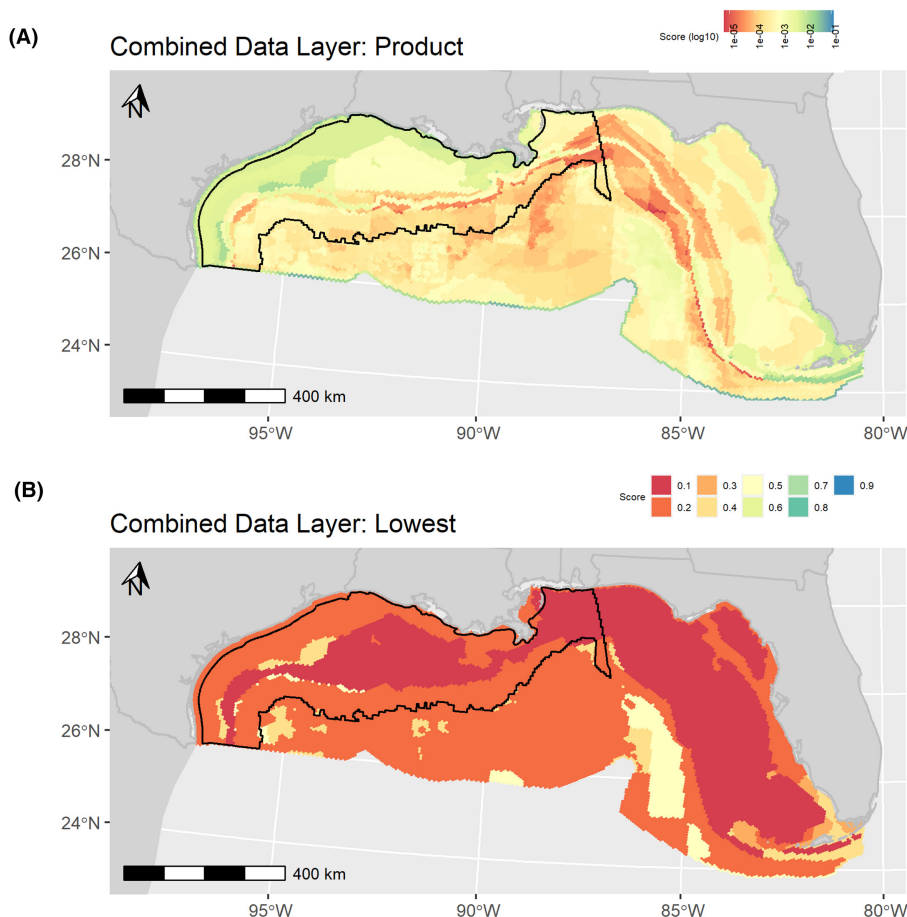 (A)
Combined Data Layer: Product
Score (log10)
1e-05
1e-04
1e-03
1e-02
1e-01
N
28°N
26°N
24°N
400 km
95°W
90°W
85°W
80°W
(B)
Combined Data Layer: Lowest
Score
0.1 0.3 0.5 0.7 0.9
0.2 0.4 0.6 0.8
N
28°N
26°N
24°N
400 km
95°W
90°W
85°W
80°W